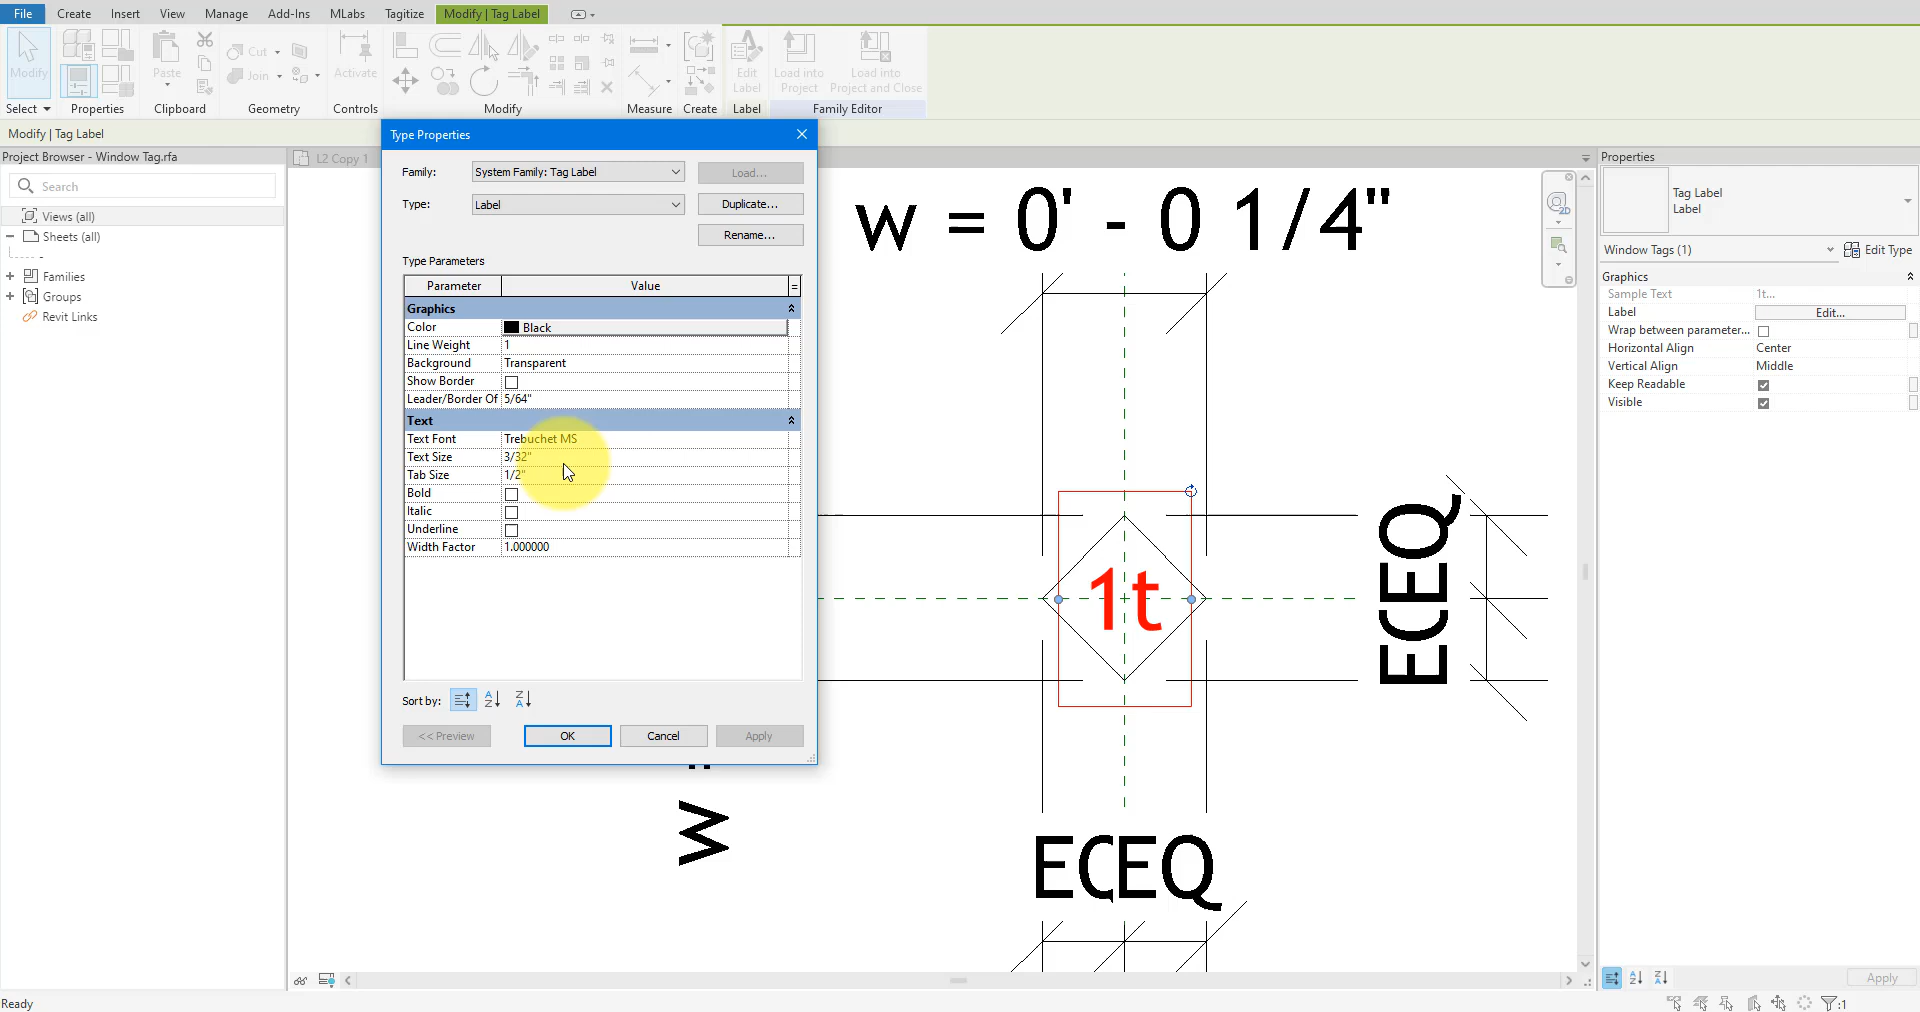 File Create Insert View Manage Add-Ins MLabs Tagitize Modify | Tag Label
Modify
Paste
Cut
Join
Activate
Edit Label
Load into Project
Load into Project and Close
Select Properties Clipboard Geometry Controls Modify Measure Create Label Family Editor
Modify | Tag Label
Project Browser - Window Tag.rfa
Search
Views (all)
Sheets (all)
-
Families
Groups
Revit Links
L2 Copy 1
Type Properties
Family: System Family: Tag Label Load...
Type: Label Duplicate...
Rename...
Type Parameters
Parameter Value =
Graphics
Color Black
Line Weight 1
Background Transparent
Show Border
Leader/Border Of 5/64"
Text
Text Font Trebuchet MS
Text Size 3/32"
Tab Size 1/2"
Bold
Italic
Underline
Width Factor 1.000000
Sort by:
<< Preview OK Cancel Apply
w = 0' - 0 1/4"
1t
ECEQ
ECEQ
w
2D
Properties
Tag Label
Label
Window Tags (1) Edit Type
Graphics
Sample Text 1t...
Label Edit...
Wrap between parameter...
Horizontal Align Center
Vertical Align Middle
Keep Readable
Visible
Apply
Ready
:1